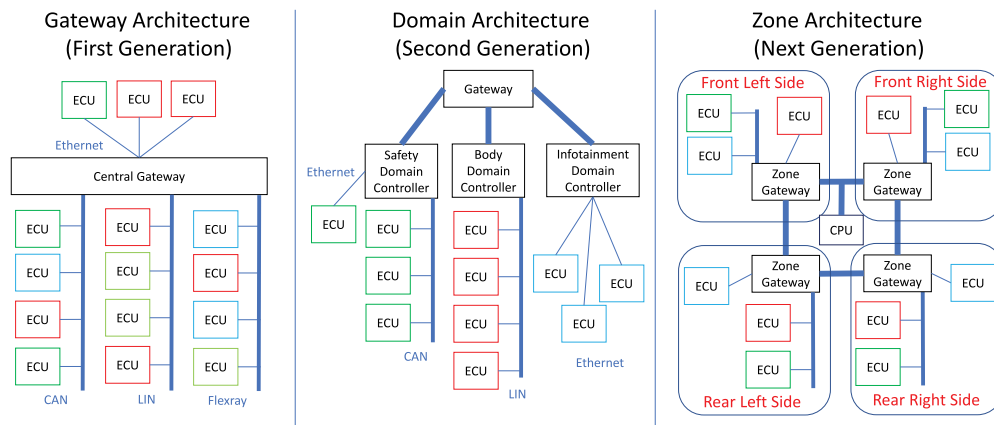 Gateway Architecture
(First Generation)
ECU
ECU
ECU
Ethernet
Central Gateway
ECU
ECU
ECU
ECU
ECU
ECU
ECU
ECU
ECU
ECU
ECU
ECU
CAN
LIN
Flexray
Domain Architecture
(Second Generation)
Gateway
Safety
Domain
Controller
Body
Domain
Controller
Infotainment
Domain
Controller
Ethernet
ECU
ECU
ECU
ECU
CAN
ECU
ECU
ECU
ECU
LIN
ECU
ECU
ECU
Ethernet
Zone Architecture
(Next Generation)
Front Left Side
ECU
ECU
ECU
Zone
Gateway
Front Right Side
ECU
ECU
ECU
Zone
Gateway
CPU
ECU
Zone
Gateway
ECU
ECU
Rear Left Side
Zone
Gateway
ECU
ECU
ECU
Rear Right Side